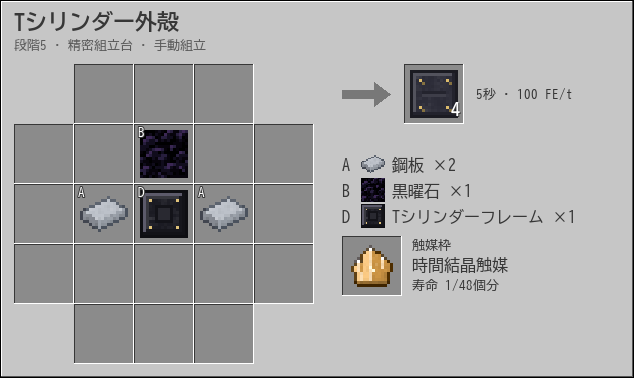 Tシリンダー外殻
段階5 · 精密組立台 · 手動組立
B
A
D
A
4
5秒 · 100 FE/t
A 鋼板 ×2
B 黒曜石 ×1
D Tシリンダーフレーム ×1
触媒枠
時間結晶触媒
寿命 1/48個分